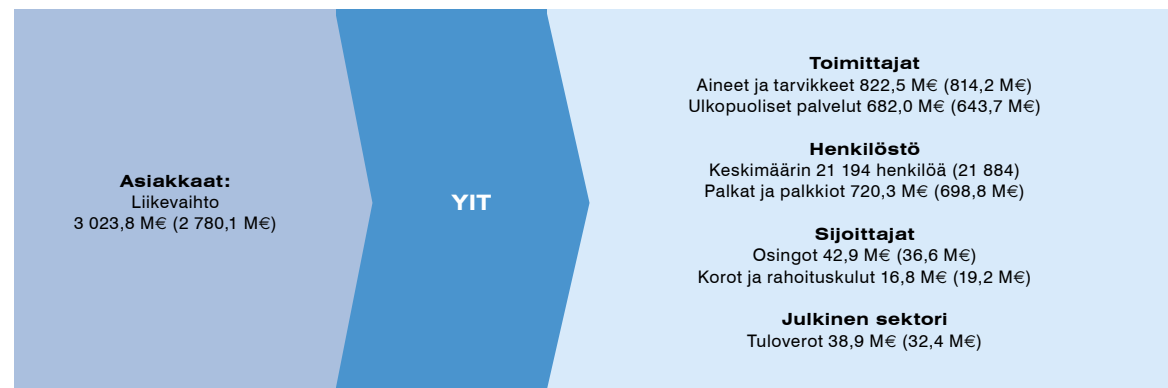 Asiakkaat:
Liikevaihto
3 023,8 M€ (2 780,1 M€)
YIT
Toimittajat
Aineet ja tarvikkeet 822,5 M€ (814,2 M€)
Ulkopuoliset palvelut 682,0 M€ (643,7 M€)
Henkilöstö
Keskimäärin 21 194 henkilöä (21 884)
Palkat ja palkkiot 720,3 M€ (698,8 M€)
Sijoittajat
Osingot 42,9 M€ (36,6 M€)
Korot ja rahoituskulut 16,8 M€ (19,2 M€)
Julkinen sektori
Tuloverot 38,9 M€ (32,4 M€)